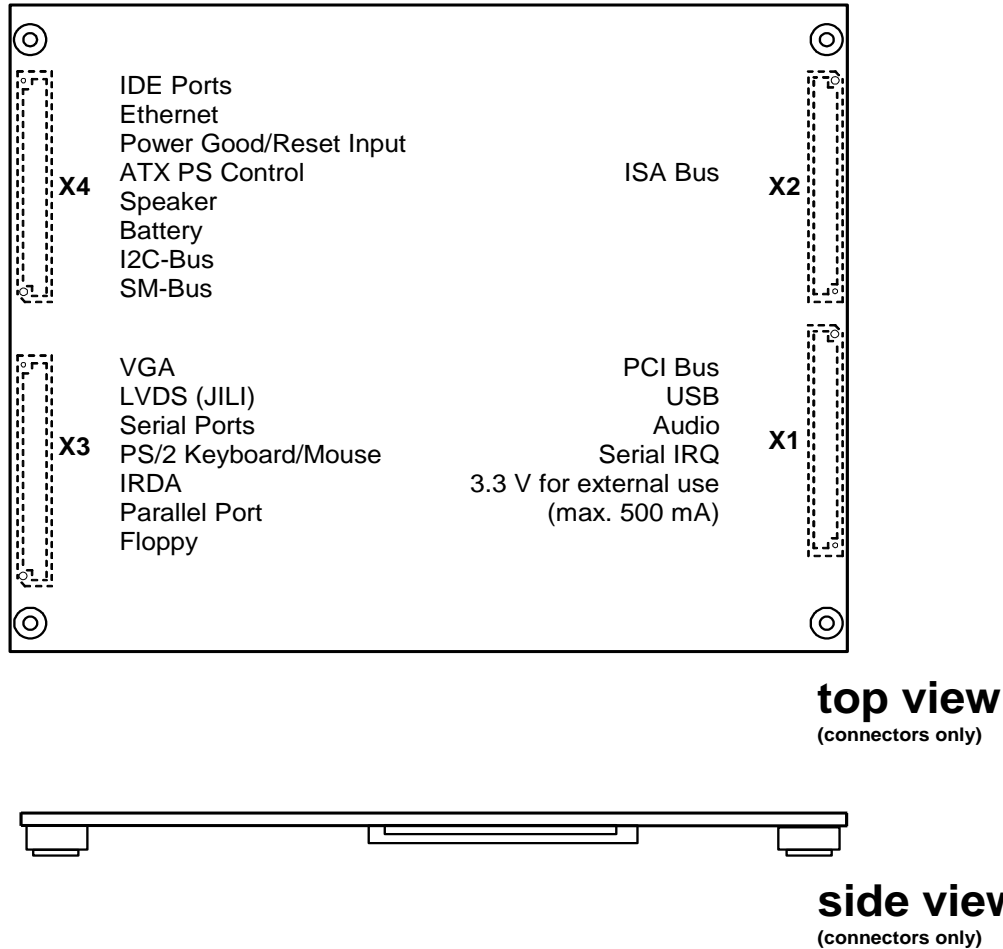 IDE Ports
Ethernet
Power Good/Reset Input
ATX PS Control
Speaker
Battery
I2C-Bus
SM-Bus
X4
ISA Bus
X2
VGA
LVDS (JILI)
Serial Ports
PS/2 Keyboard/Mouse
IRDA
Parallel Port
Floppy
X3
PCI Bus
USB
Audio
Serial IRQ
3.3 V for external use
(max. 500 mA)
X1
top view
(connectors only)
side view
(connectors only)